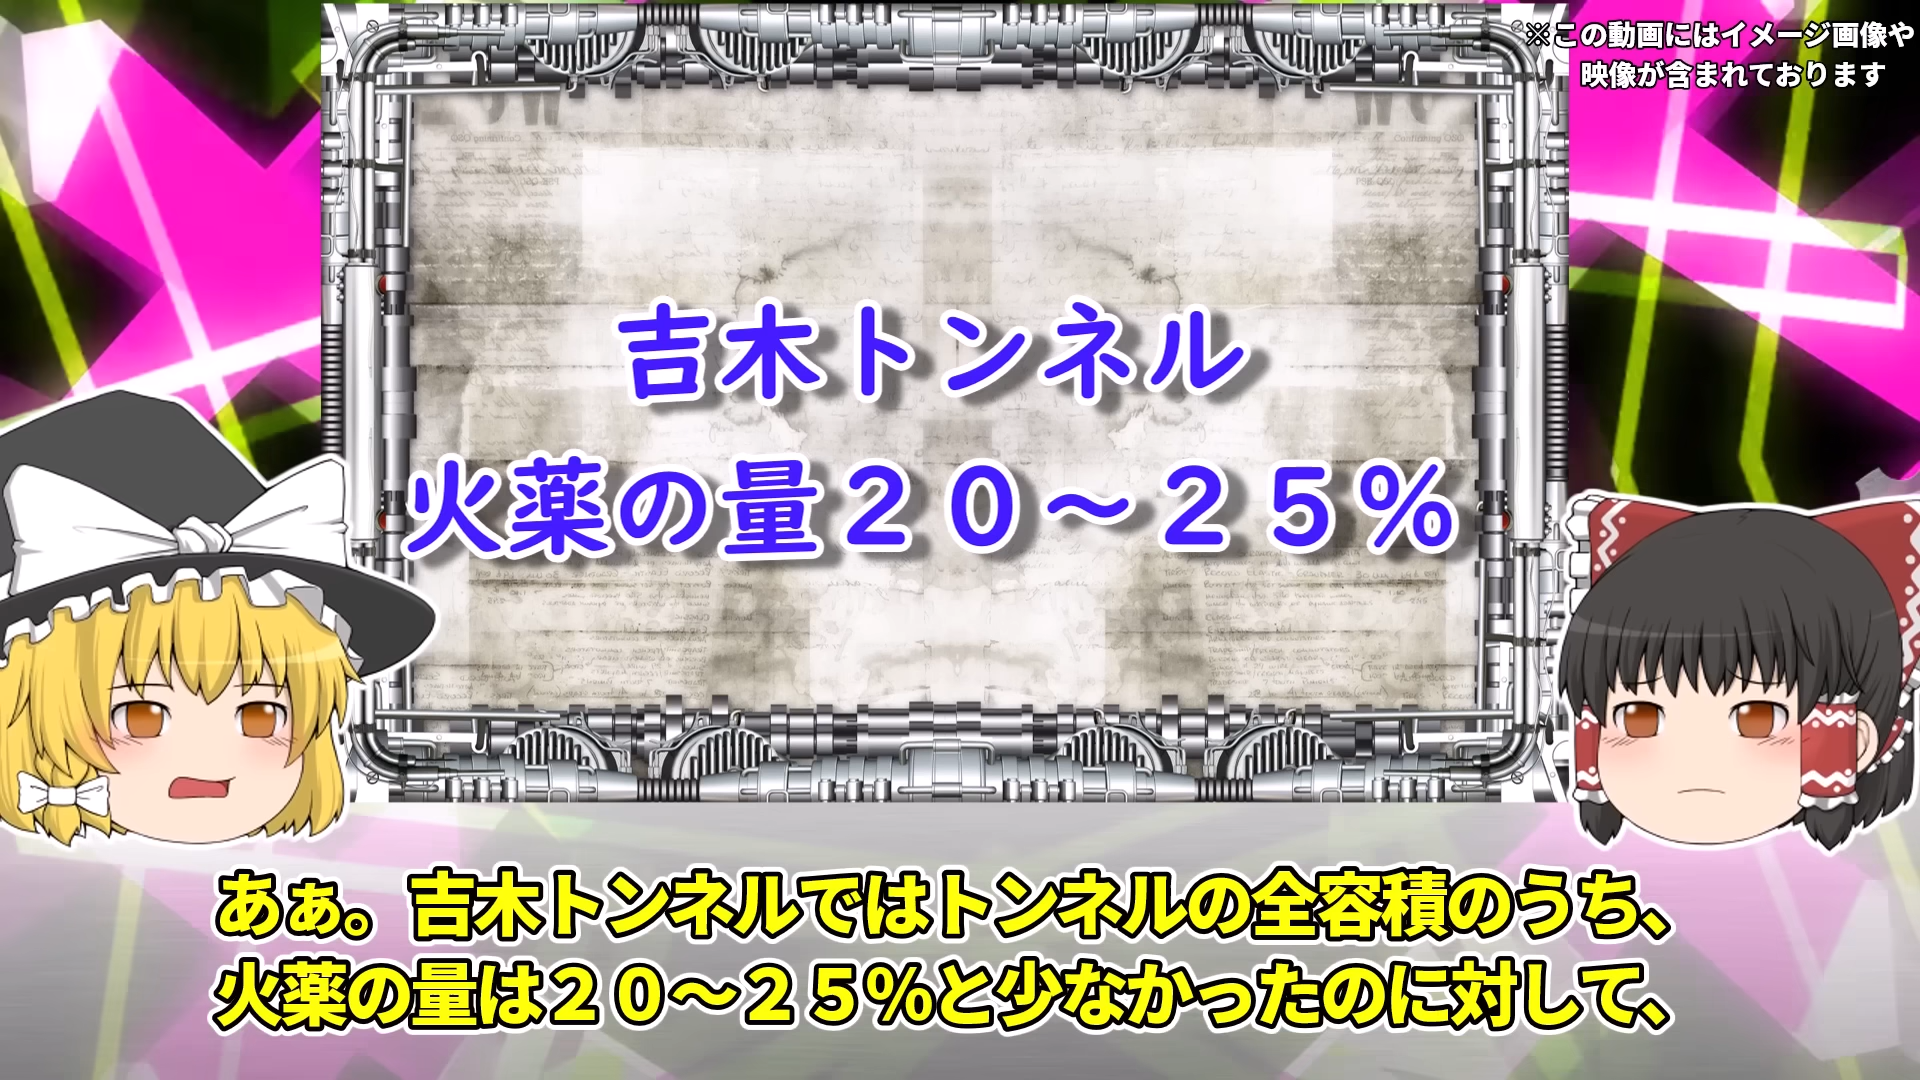 ※この動画にはイメージ画像や
映像が含まれております
吉木トンネル
火薬の量２０～２５％
あぁ。吉木トンネルではトンネルの全容積のうち、
火薬の量は２０～２５％と少なかったのに対して、